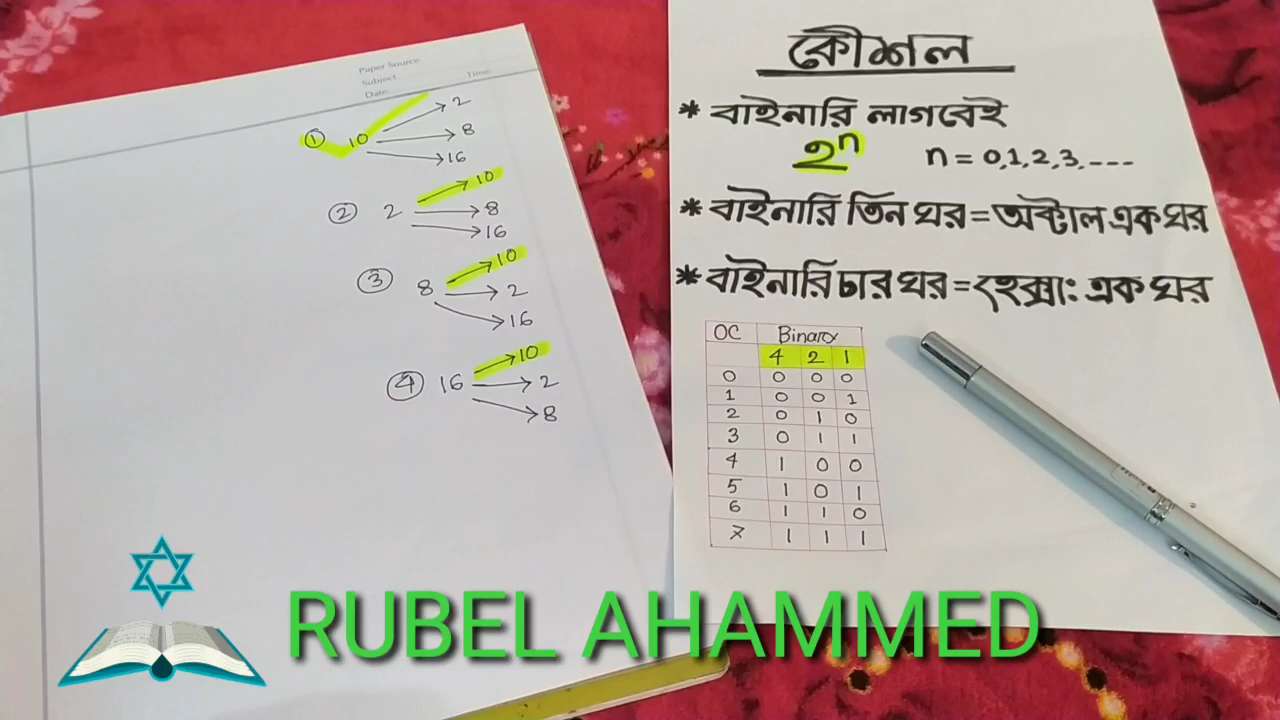 Paper Source
Subject
Date
Time
① 10 → 2
→ 8
→ 16
② 2 → 10
→ 8
→ 16
③ 8 → 10
→ 2
→ 16
④ 16 → 10
→ 2
→ 8
কৌশল
* বাইনারি লাগবেই
2ⁿ n = 0,1,2,3,----
* বাইনারি তিন ঘর = অক্টাল এক ঘর
* বাইনারি চার ঘর = হেক্সাঃ এক ঘর
OC Binary
4 2 1
0 0 0 0
1 0 0 1
2 0 1 0
3 0 1 1
4 1 0 0
5 1 0 1
6 1 1 0
7 1 1 1
RUBEL AHAMMED